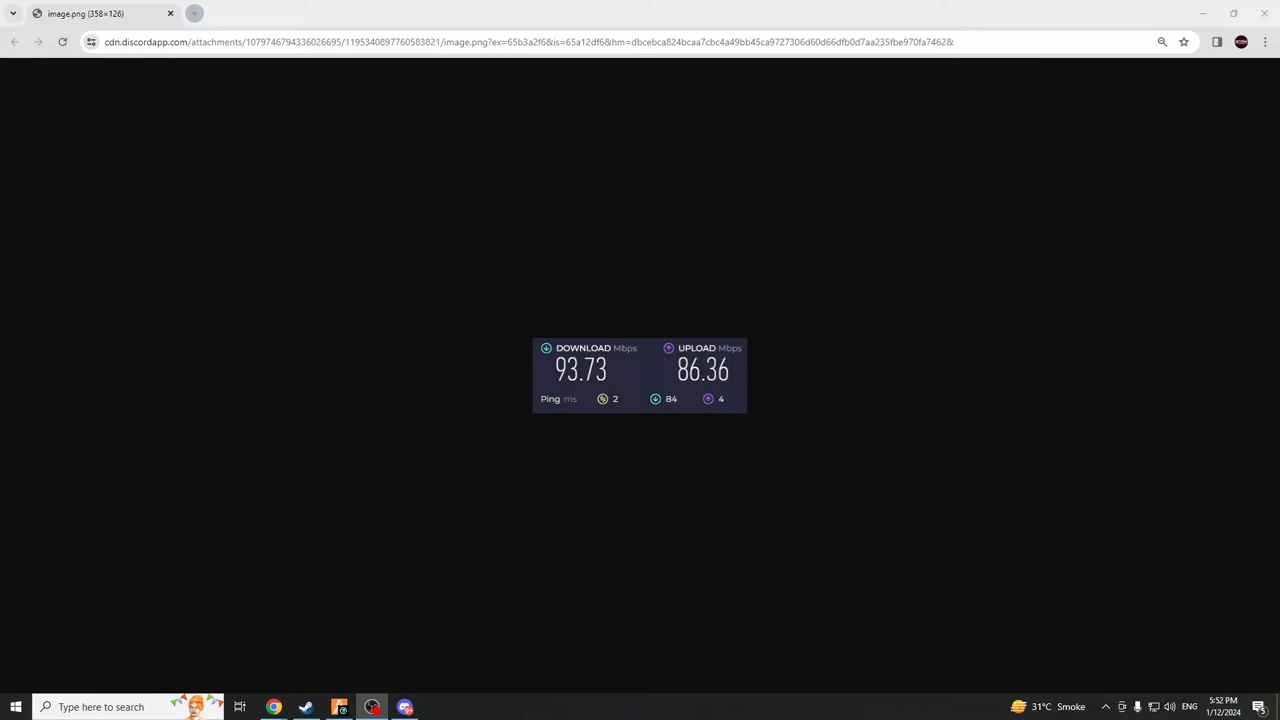 image.png (358×126)
cdn.discordapp.com/attachments/1079746794336026695/1195340897760583821/image.png?ex=65b3a2f6&is=65a12df6&hm=dbcebca824bcaa7cbc4a49bb45ca9727306d60d66dfb0d7aa235fbe970fa7462&
DOWNLOAD Mbps UPLOAD Mbps
93.73 86.36
Ping ms 2 84 4
Type here to search
31°C Smoke
ENG
5:52 PM
1/12/2024